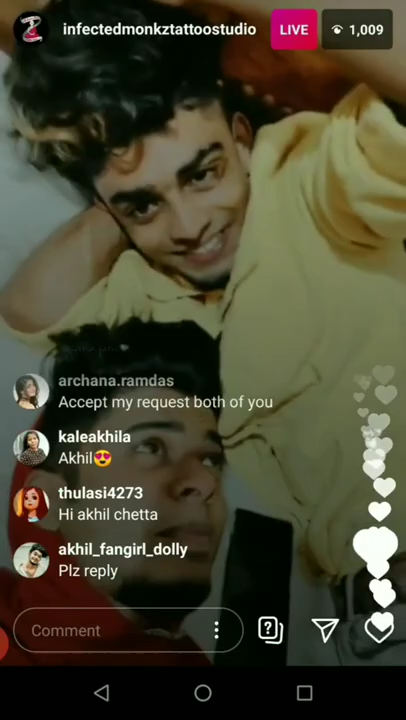 infectedmonkztattoostudio
LIVE
1,009
archana.ramdas
Accept my request both of you
kaleakhila
Akhil😍
thulasi4273
Hi akhil chetta
akhil_fangirl_dolly
Plz reply
Comment